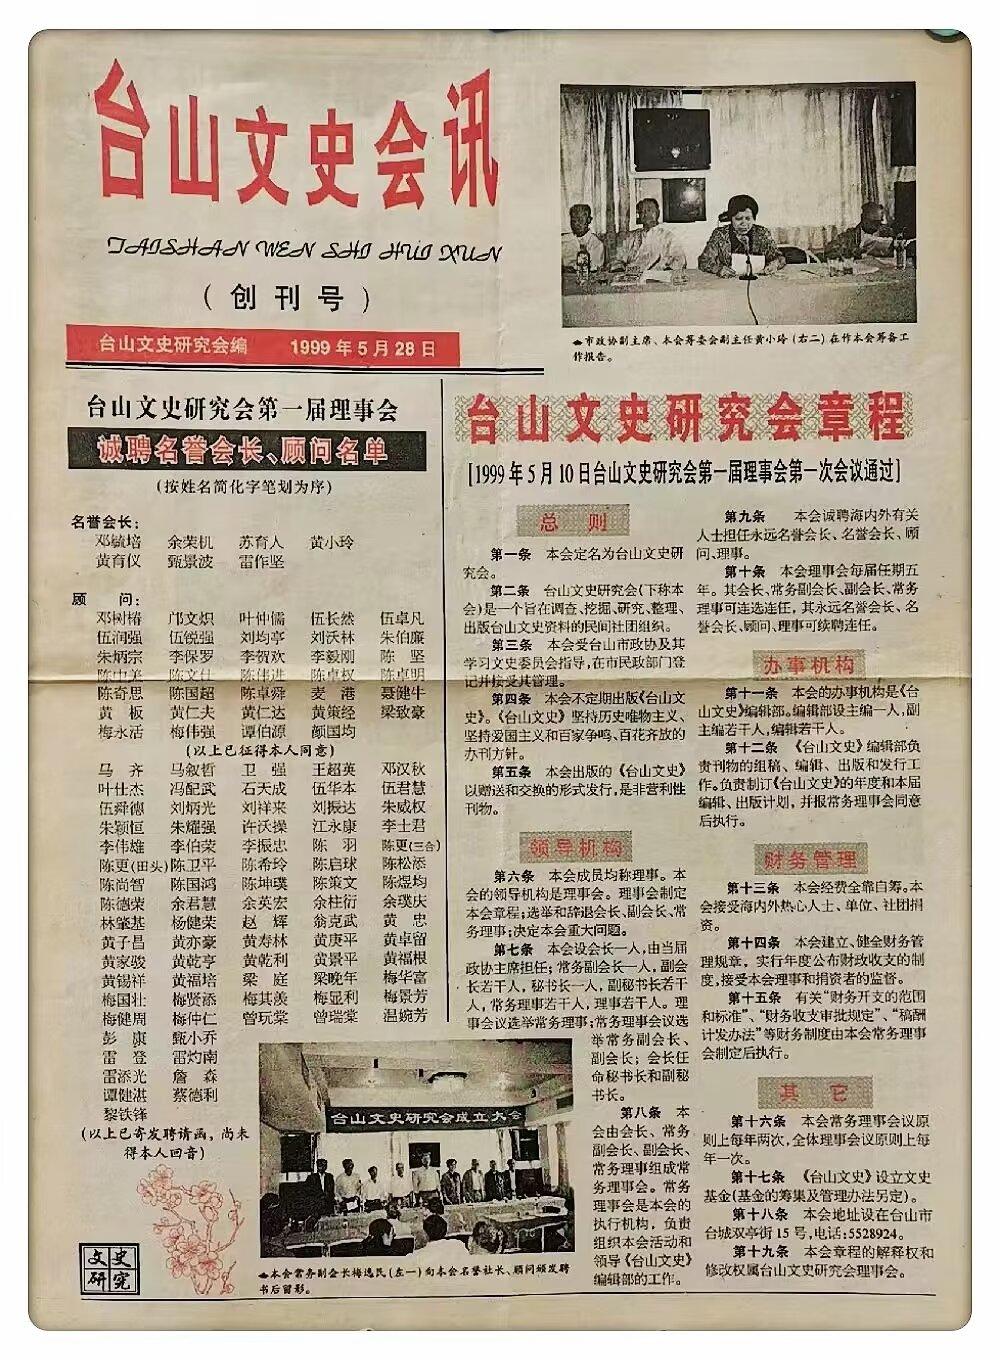 台山文史会讯
TAISHAN WEN SHI HUI XUN
（创刊号）
台山文史研究会编 1999年5月28日
市政协副主席、本会筹委会副主任黄小玲(右二)在作本会筹备工
作报告。
台山文史研究会第一届理事会
诚聘名誉会长、顾问名单
(按姓名简化字笔划为序)
名誉会长：
邓毓培 余荣机 苏育人 黄小玲
黄育仪 甄景波 雷作坚
顾 问：
邓树椿 邝文炽 叶仲儒 伍长然 伍卓凡
伍润强 伍锐强 刘均亭 刘沃林 朱伯廉
朱炳宗 李保罗 李贺欢 李毅刚 陈 坚
陈中美 陈文仕 陈伟进 陈卓权 陈卓明
陈奇思 陈国超 陈卓舜 麦 港 聂健牛
黄 板 黄仁夫 黄仁达 黄策经 梁致豪
梅永活 梅伟强 谭伯源 颜国均
(以上已征得本人同意)
马 齐 马叙哲 卫 强 王超英 邓汉秋
叶仕杰 冯配武 石天成 伍华本 伍君慧
伍舜德 刘炳光 刘祥来 刘振达 朱威权
朱颖恒 朱耀强 许沃操 江永康 李士君
李伟雄 李伯荣 李振忠 陈 羽 陈更(三合)
陈更(田头) 陈卫平 陈希玲 陈启球 陈松添
陈尚智 陈国鸿 陈坤璞 陈策文 陈煜均
陈德荣 余君慧 余英宏 余柱衍 余璞庆
林肇基 杨健荣 赵 辉 翁克武 黄 忠
黄子昌 黄亦豪 黄寿林 黄庚平 黄卓留
黄家骏 黄乾亨 黄乾利 黄景平 黄福根
黄锡祥 黄福培 梁 庭 梁晚年 梅华富
梅国壮 梅贤添 梅其羡 梅显利 梅景芳
梅健周 梅仲仁 曾玩棠 曾瑞棠 温婉芳
彭 康 甄小乔
雷 登 雷灼南
雷添光 詹 森
谭健湛 蔡德利
黎铁锋
(以上已寄发聘请函，尚未
得本人回音)
文史
研究
台山文史研究会成立大会
本会常务副会长梅逸民(左一)向本会名誉社长、顾问颁发聘
书后留影。
台山文史研究会章程
[1999年5月10日台山文史研究会第一届理事会第一次会议通过]
总 则
第一条 本会定名为台山文史研
究会。
第二条 台山文史研究会(下称本
会)是一个旨在调查、挖掘、研究、整理、
出版台山文史资料的民间社团组织。
第三条 本会受台山市政协及其
学习文史委员会指导，在市民政部门登
记并接受其管理。
第四条 本会不定期出版《台山文
史》。《台山文史》坚持历史唯物主义、
坚持爱国主义和百家争鸣、百花齐放的
办刊方针。
第五条 本会出版的《台山文史》
以赠送和交换的形式发行，是非营利性
刊物。
领导机构
第六条 本会成员均称理事。本
会的领导机构是理事会。理事会制定
本会章程；选举和辞退会长、副会长、常
务理事；决定本会重大问题。
第七条 本会设会长一人，由当届
政协主席担任；常务副会长一人，副会
长若干人，秘书长一人，副秘书长若干
人，常务理事若干人，理事若干人。理
事会议选举常务理事；常务理事会议选
举常务副会长、
副会长；会长任
命秘书长和副秘
书长。
第八条 本
会由会长、常务
副会长、副会长、
常务理事组成常
务理事会。常务
理事会是本会的
执行机构，负责
组织本会活动和
领导《台山文史》
编辑部的工作。
第九条 本会诚聘海内外有关
人士担任永远名誉会长、名誉会长、顾
问、理事。
第十条 本会理事会每届任期五
年。其会长、常务副会长、副会长、常务
理事可连选连任，其永远名誉会长、名
誉会长、顾问、理事可续聘连任。
办事机构
第十一条 本会的办事机构是《台
山文史》编辑部。编辑部设主编一人，副
主编若干人，编辑若干人。
第十二条 《台山文史》编辑部负
责刊物的组稿、编辑、出版和发行工
作。负责制订《台山文史》的年度和本届
编辑、出版计划，并报常务理事会同意
后执行。
财务管理
第十三条 本会经费全靠自筹。本
会接受海内外热心人士、单位、社团捐
资。
第十四条 本会建立、健全财务管
理规章，实行年度公布财政收支的制
度，接受本会理事和捐资者的监督。
第十五条 有关“财务开支的范围
和标准”、“财务收支审批规定”、“稿酬
计发办法”等财务制度由本会常务理事
会制定后执行。
其 它
第十六条 本会常务理事会议原
则上每年两次，全体理事会议原则上每
年一次。
第十七条 《台山文史》设立文史
基金(基金的筹集及管理办法另定)。
第十八条 本会地址设在台山市
台城双亭街15号，电话：5528924。
第十九条 本会章程的解释权和
修改权属台山文史研究会理事会。